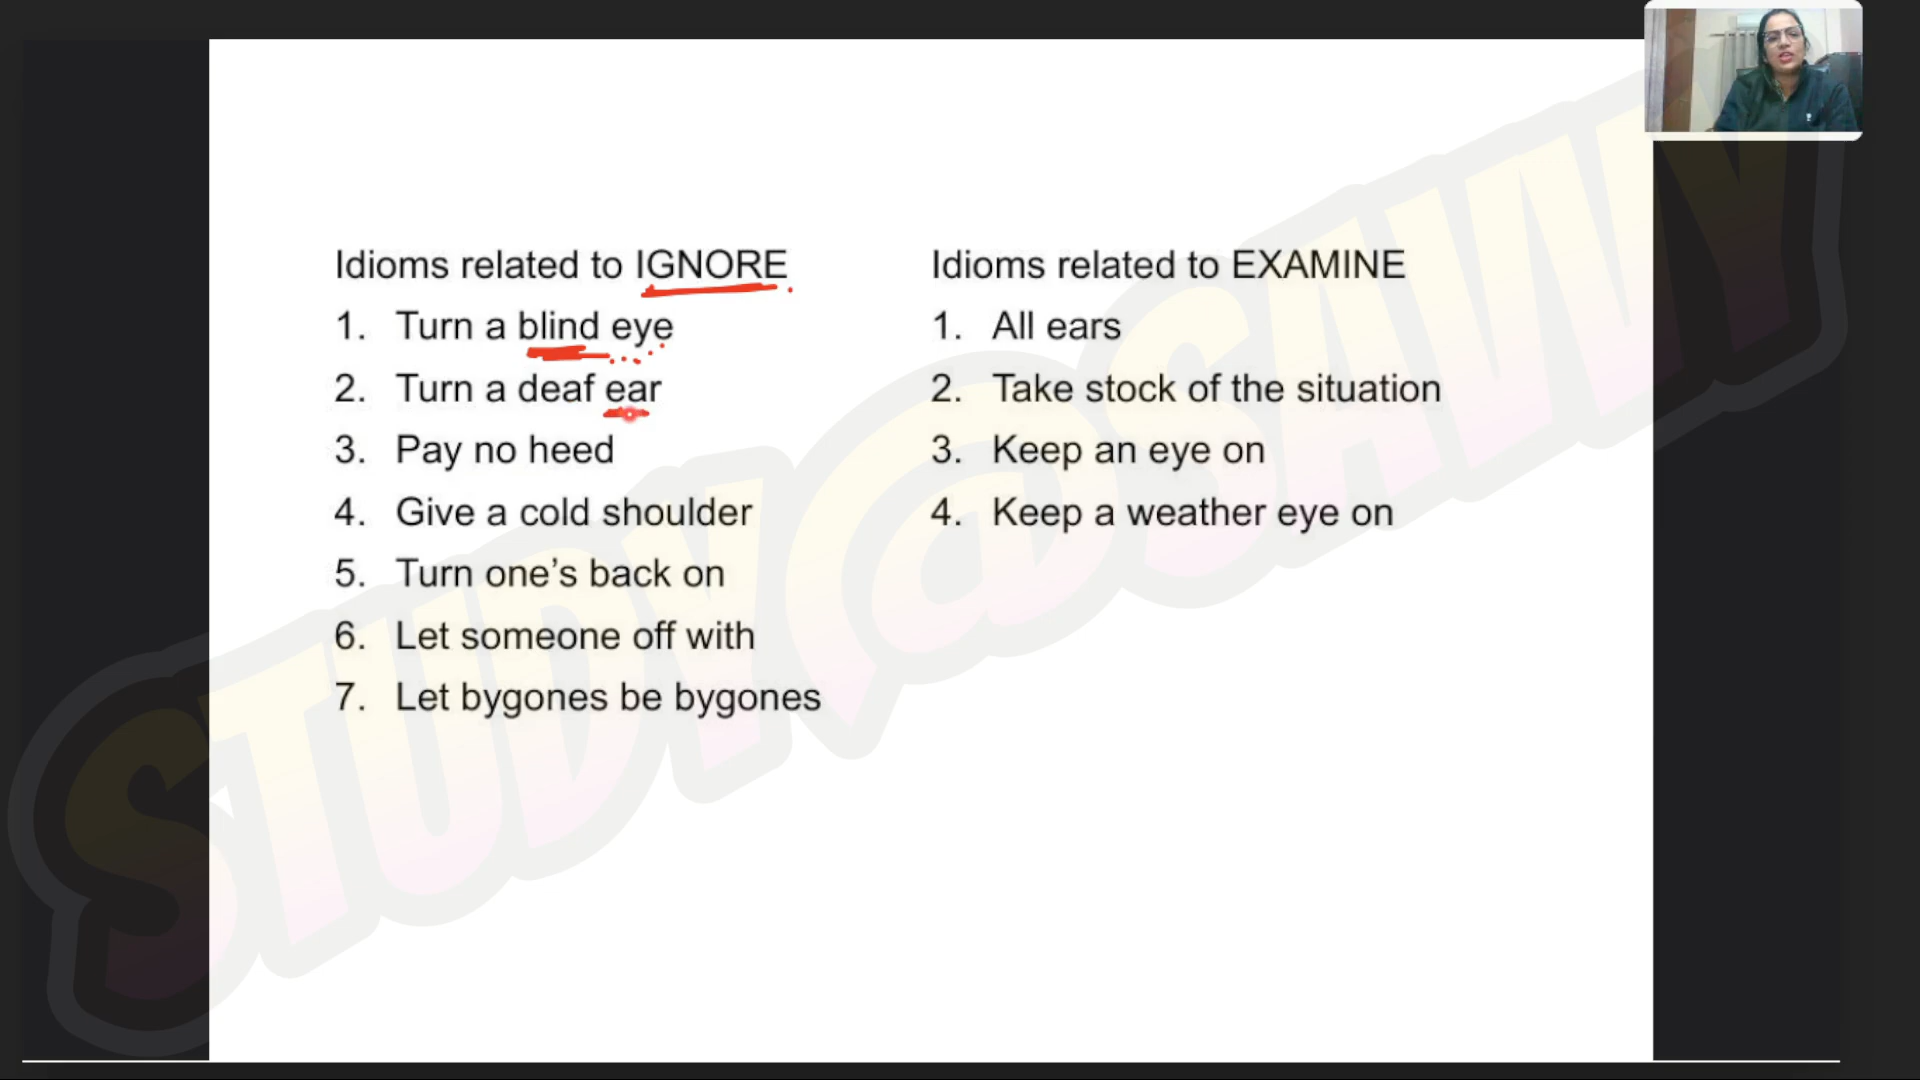 Idioms related to IGNORE
1. Turn a blind eye
2. Turn a deaf ear
3. Pay no heed
4. Give a cold shoulder
5. Turn one’s back on
6. Let someone off with
7. Let bygones be bygones
Idioms related to EXAMINE
1. All ears
2. Take stock of the situation
3. Keep an eye on
4. Keep a weather eye on
STUDY@SAVVY